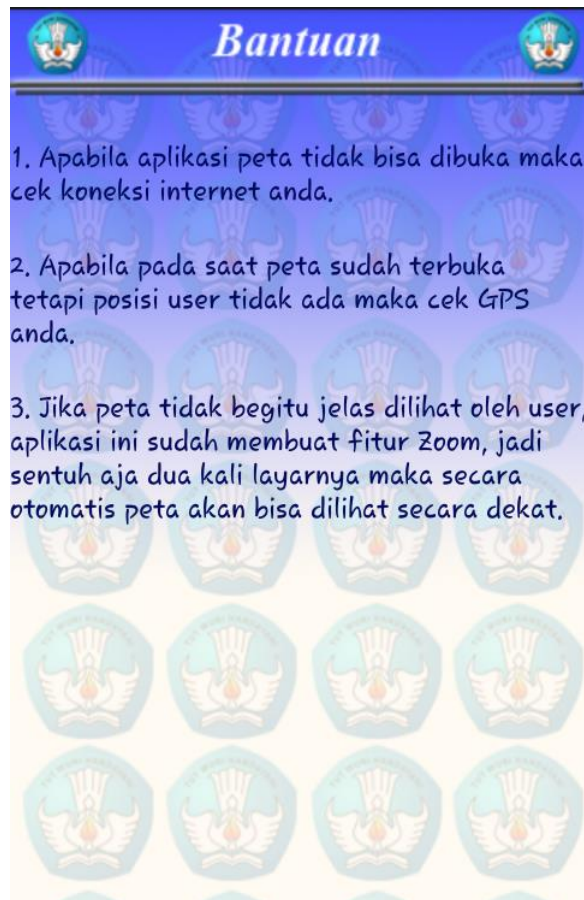 Bantuan
1. Apabila aplikasi peta tidak bisa dibuka maka
cek koneksi internet anda.
2. Apabila pada saat peta sudah terbuka
tetapi posisi user tidak ada maka cek GPS
anda.
3. Jika peta tidak begitu jelas dilihat oleh user,
aplikasi ini sudah membuat fitur Zoom, jadi
sentuh aja dua kali layarnya maka secara
otomatis peta akan bisa dilihat secara dekat.